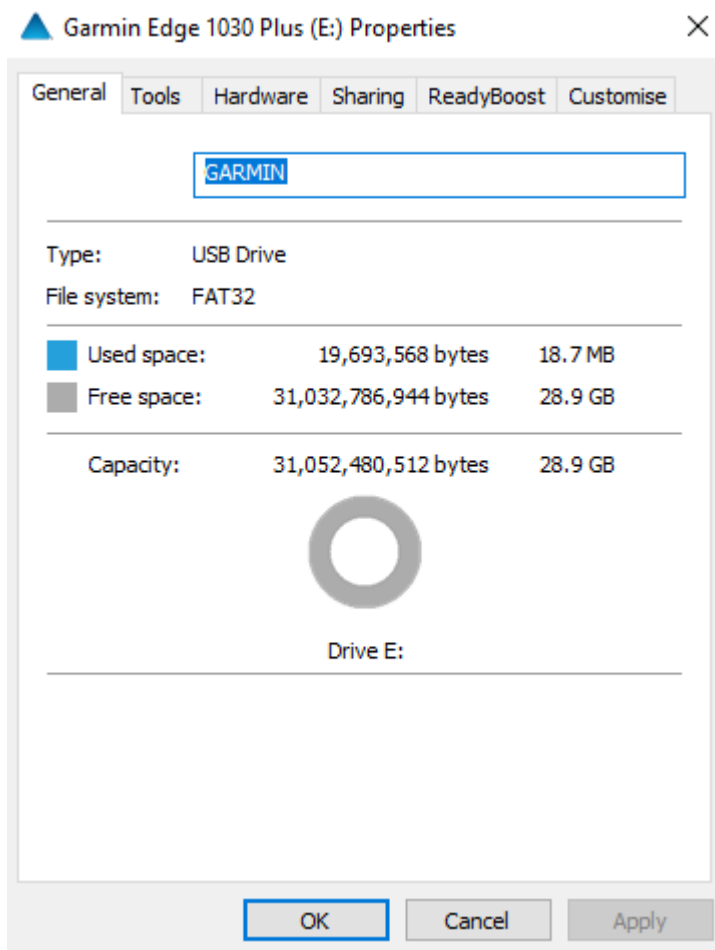 Garmin Edge 1030 Plus (E:) Properties
General Tools Hardware Sharing ReadyBoost Customise
GARMIN
Type: USB Drive
File system: FAT32
Used space: 19,693,568 bytes 18.7 MB
Free space: 31,032,786,944 bytes 28.9 GB
Capacity: 31,052,480,512 bytes 28.9 GB
Drive E:
OK Cancel Apply